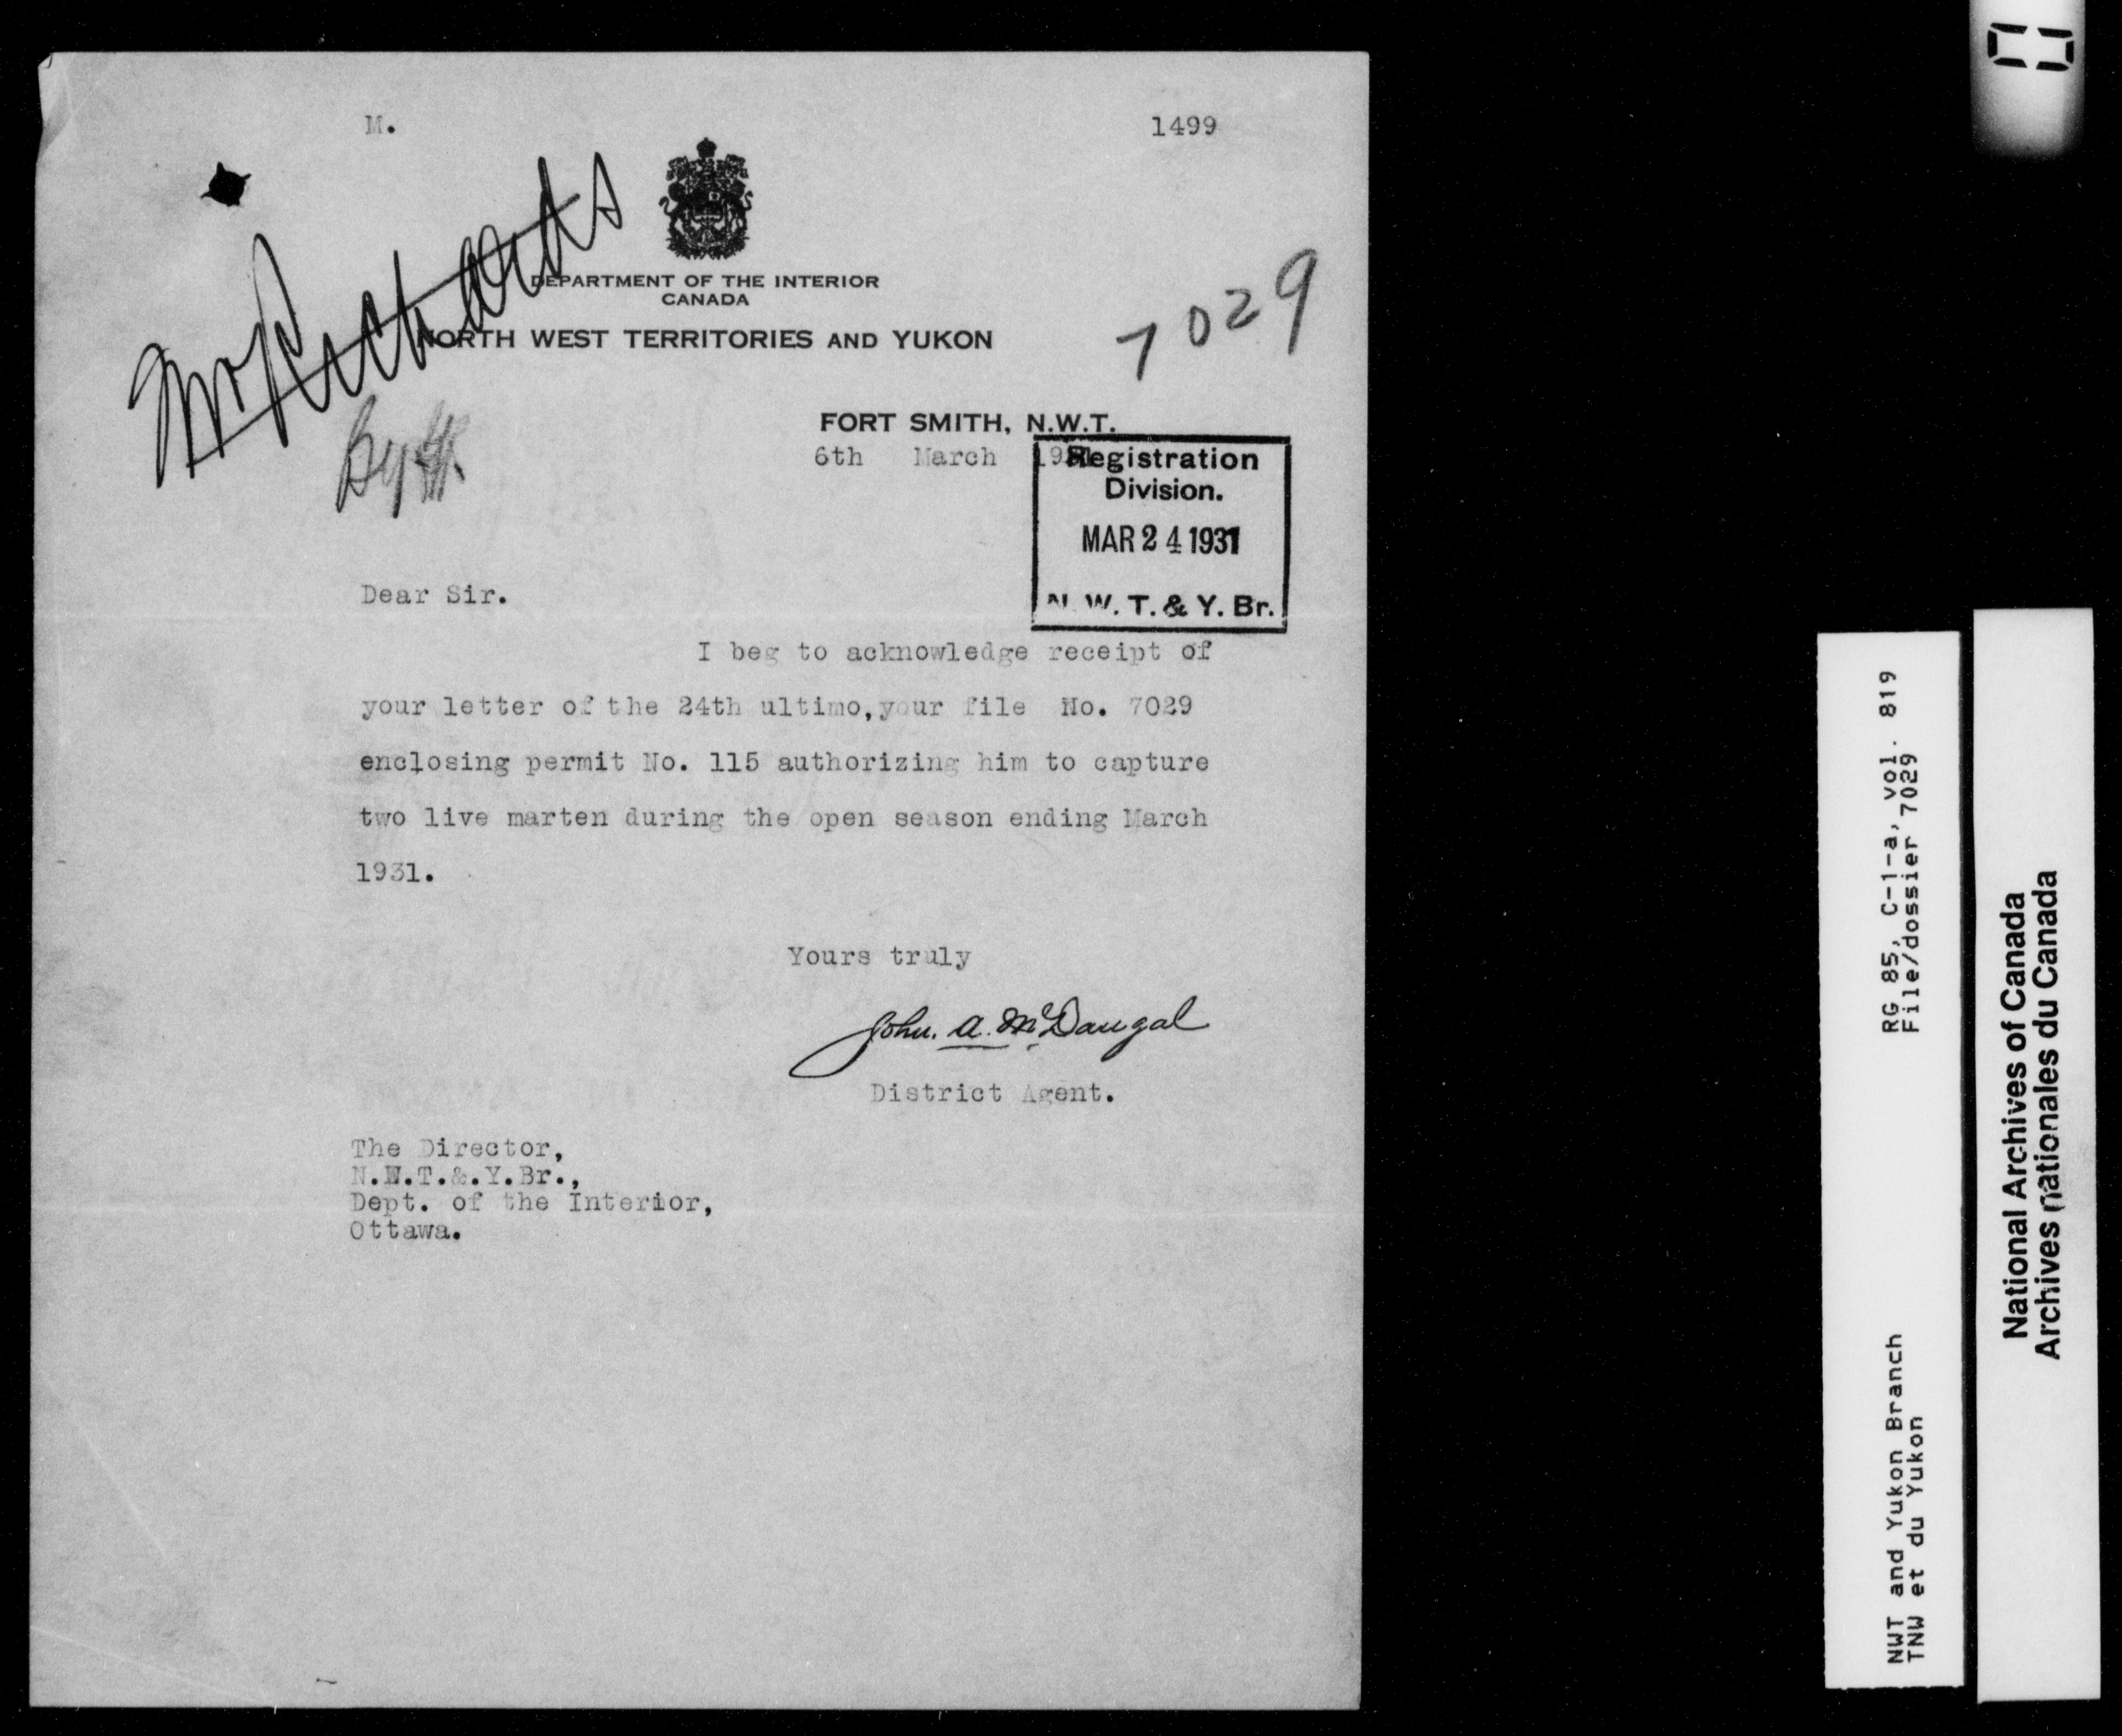 M.
1499
DEPARTMENT OF THE INTERIOR
CANADA
NORTH WEST TERRITORIES AND YUKON
Mr Richards
7029
FORT SMITH, N.W.T.
6th March 1931
Registration
Division.
MAR 24 1931
N. W. T. & Y. Br.
Dear Sir.
I beg to acknowledge receipt of
your letter of the 24th ultimo,your file No. 7029
enclosing permit No. 115 authorizing him to capture
two live marten during the open season ending March
1931.
Yours truly
John. A. McDougal
District Agent.
The Director,
N.W.T.&.Y.Br.,
Dept. of the Interior,
Ottawa.
RG 85, C-1-a, vol. 819
File/dossier 7029
NWT and Yukon Branch
TNW et du Yukon
National Archives of Canada
Archives nationales du Canada